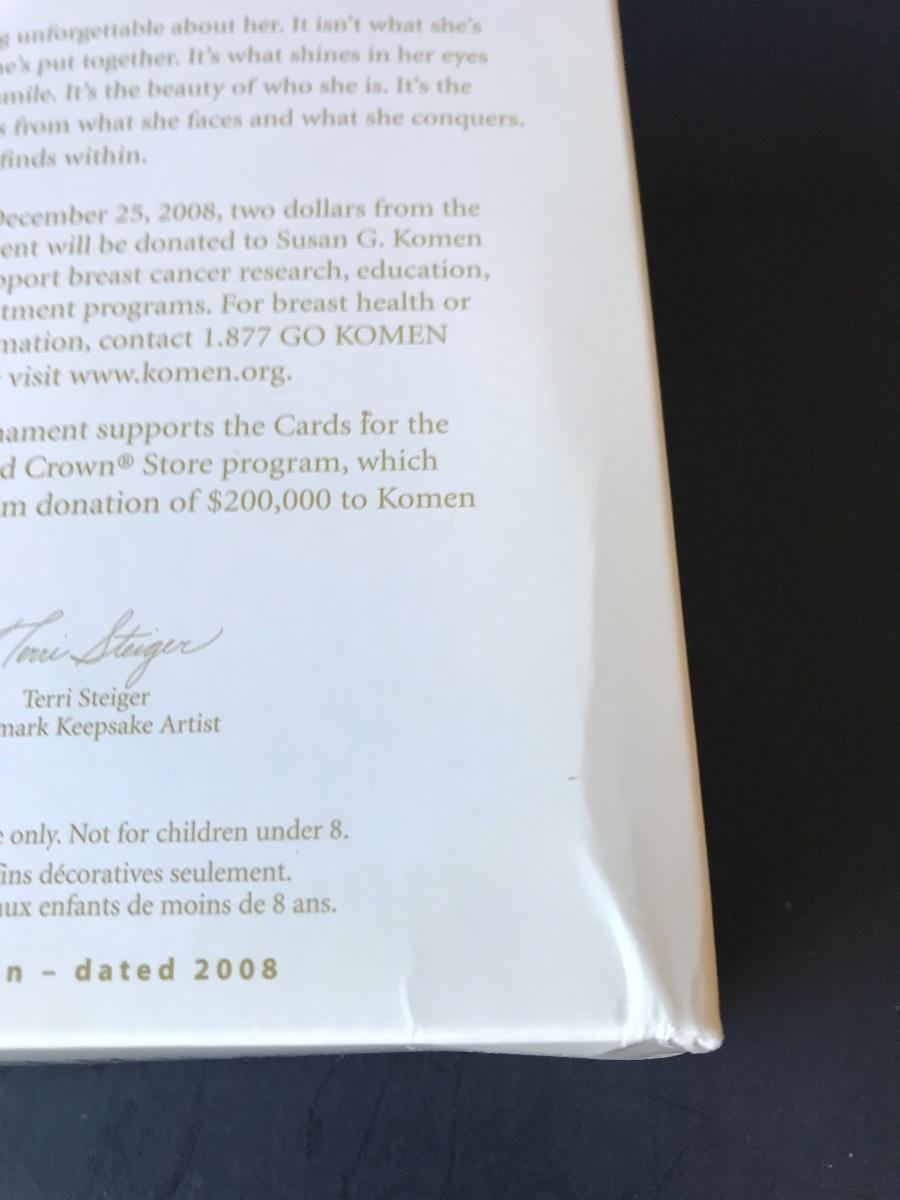 g unforgettable about her. It isn't what she's
he's put together. It's what shines in her eyes
smile. It's the beauty of who she is. It's the
s from what she faces and what she conquers.
finds within.
December 25, 2008, two dollars from the
ent will be donated to Susan G. Komen
pport breast cancer research, education,
tment programs. For breast health or
mation, contact 1.877 GO KOMEN
visit www.komen.org.
nament supports the Cards for the
d Crown® Store program, which
m donation of $200,000 to Komen
Terri Steiger
Terri Steiger
mark Keepsake Artist
e only. Not for children under 8.
fins décoratives seulement.
aux enfants de moins de 8 ans.
n – dated 2008